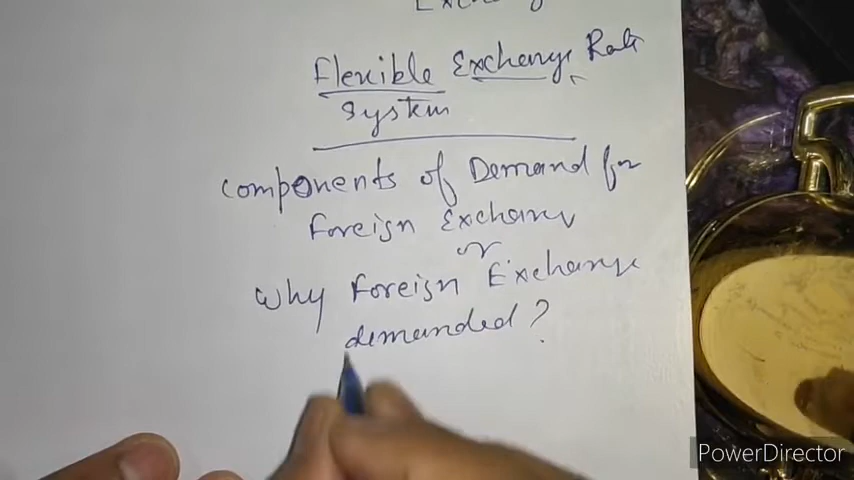 Flexible Exchange Rate
System
Components of Demand for
Foreign Exchange
or
Why Foreign Exchange
demanded?
PowerDirector